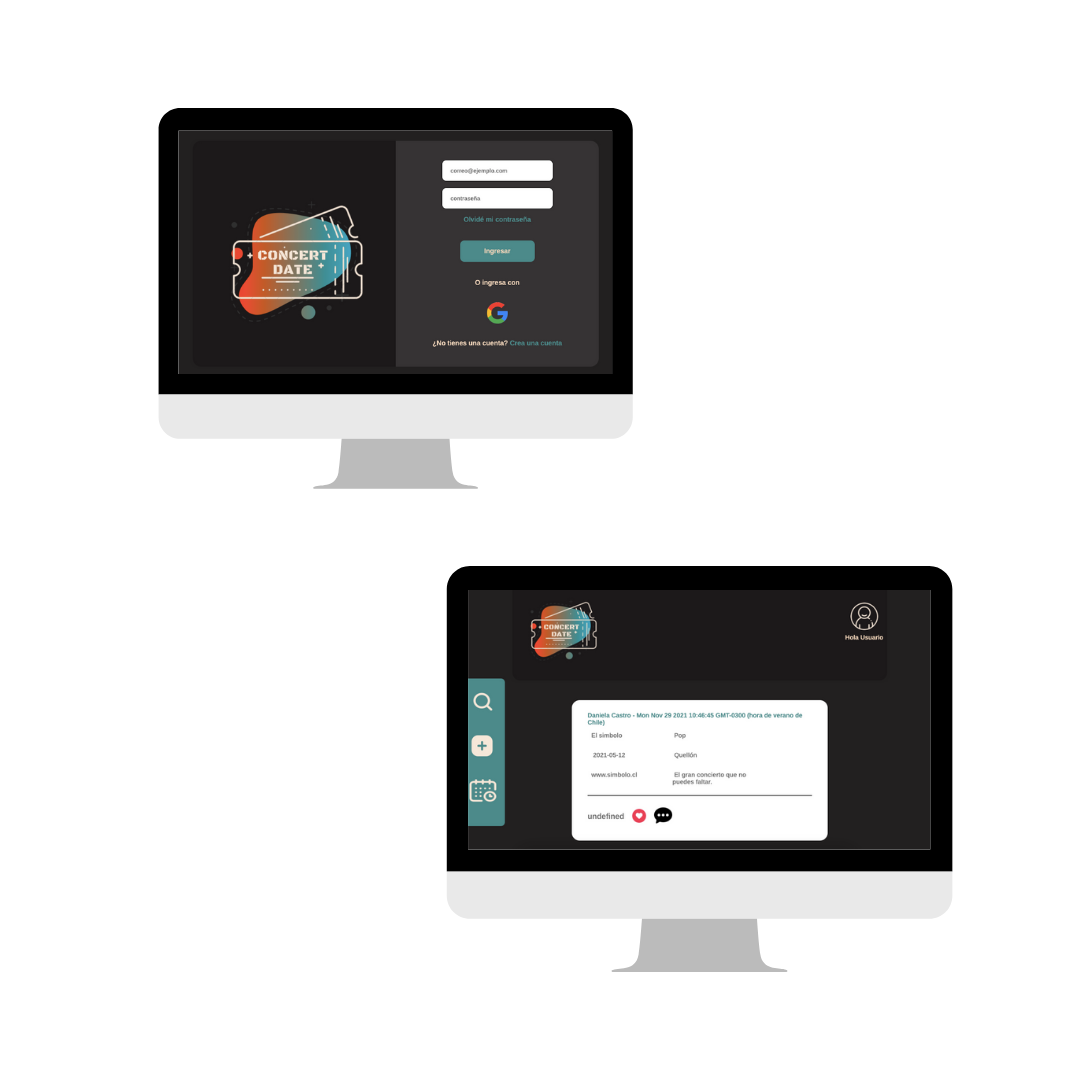 CONCERT
DATE
correo@ejemplo.com
contraseña
Olvidé mi contraseña
Ingresar
O ingresa con
¿No tienes una cuenta? Crea una cuenta
CONCERT
DATE
Hola Usuario
Daniela Castro - Mon Nov 29 2021 10:46:45 GMT-0300 (hora de verano de
Chile)
El simbolo Pop
2021-05-12 Quellón
www.simbolo.cl El gran concierto que no
puedes faltar.
undefined